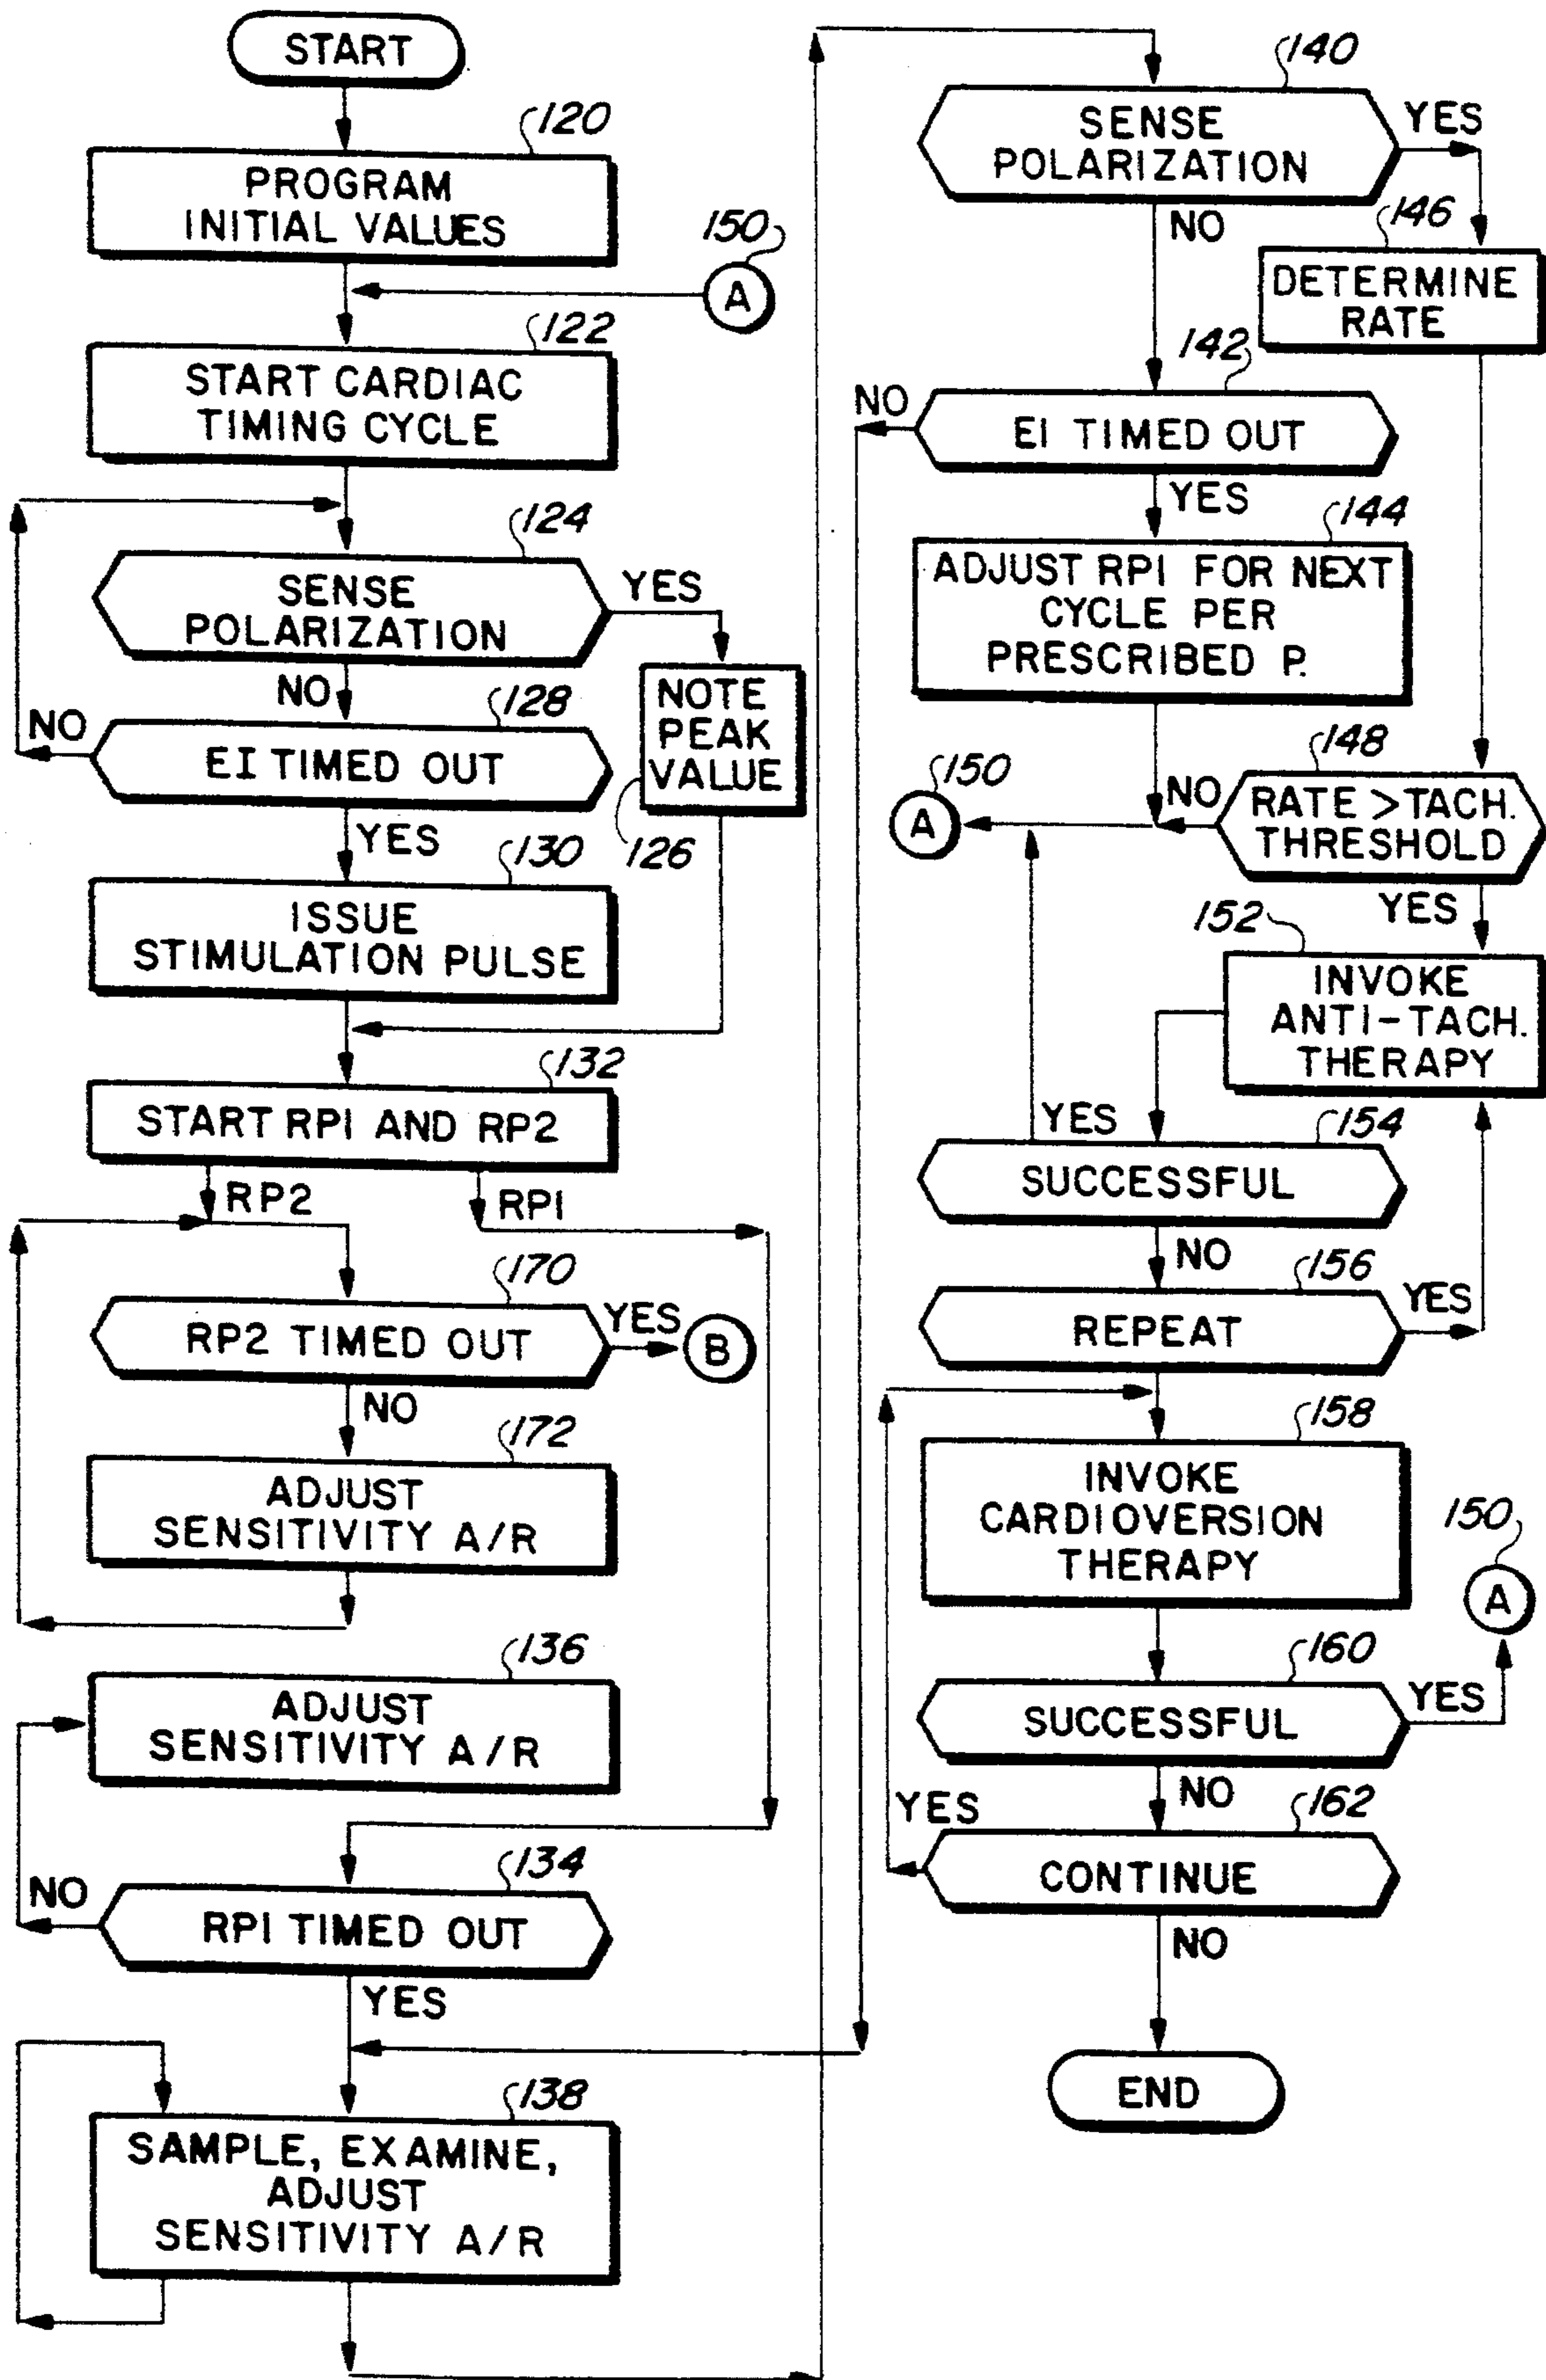 START
120
PROGRAM
INITIAL VALUES
150
A
122
START CARDIAC
TIMING CYCLE
124
SENSE
POLARIZATION
YES
NO
126
NOTE
PEAK
VALUE
128
EI TIMED OUT
NO
YES
130
ISSUE
STIMULATION PULSE
132
START RP1 AND RP2
RP2
RP1
170
RP2 TIMED OUT
YES
B
NO
172
ADJUST
SENSITIVITY A/R
136
ADJUST
SENSITIVITY A/R
134
RP1 TIMED OUT
NO
YES
138
SAMPLE, EXAMINE,
ADJUST
SENSITIVITY A/R
140
SENSE
POLARIZATION
YES
NO
146
DETERMINE
RATE
142
EI TIMED OUT
NO
YES
144
ADJUST RP1 FOR NEXT
CYCLE PER
PRESCRIBED P.
148
RATE >TACH.
THRESHOLD
NO
150
A
YES
152
INVOKE
ANTI-TACH.
THERAPY
154
SUCCESSFUL
YES
NO
156
REPEAT
YES
158
INVOKE
CARDIOVERSION
THERAPY
150
A
160
SUCCESSFUL
YES
NO
162
CONTINUE
YES
NO
END